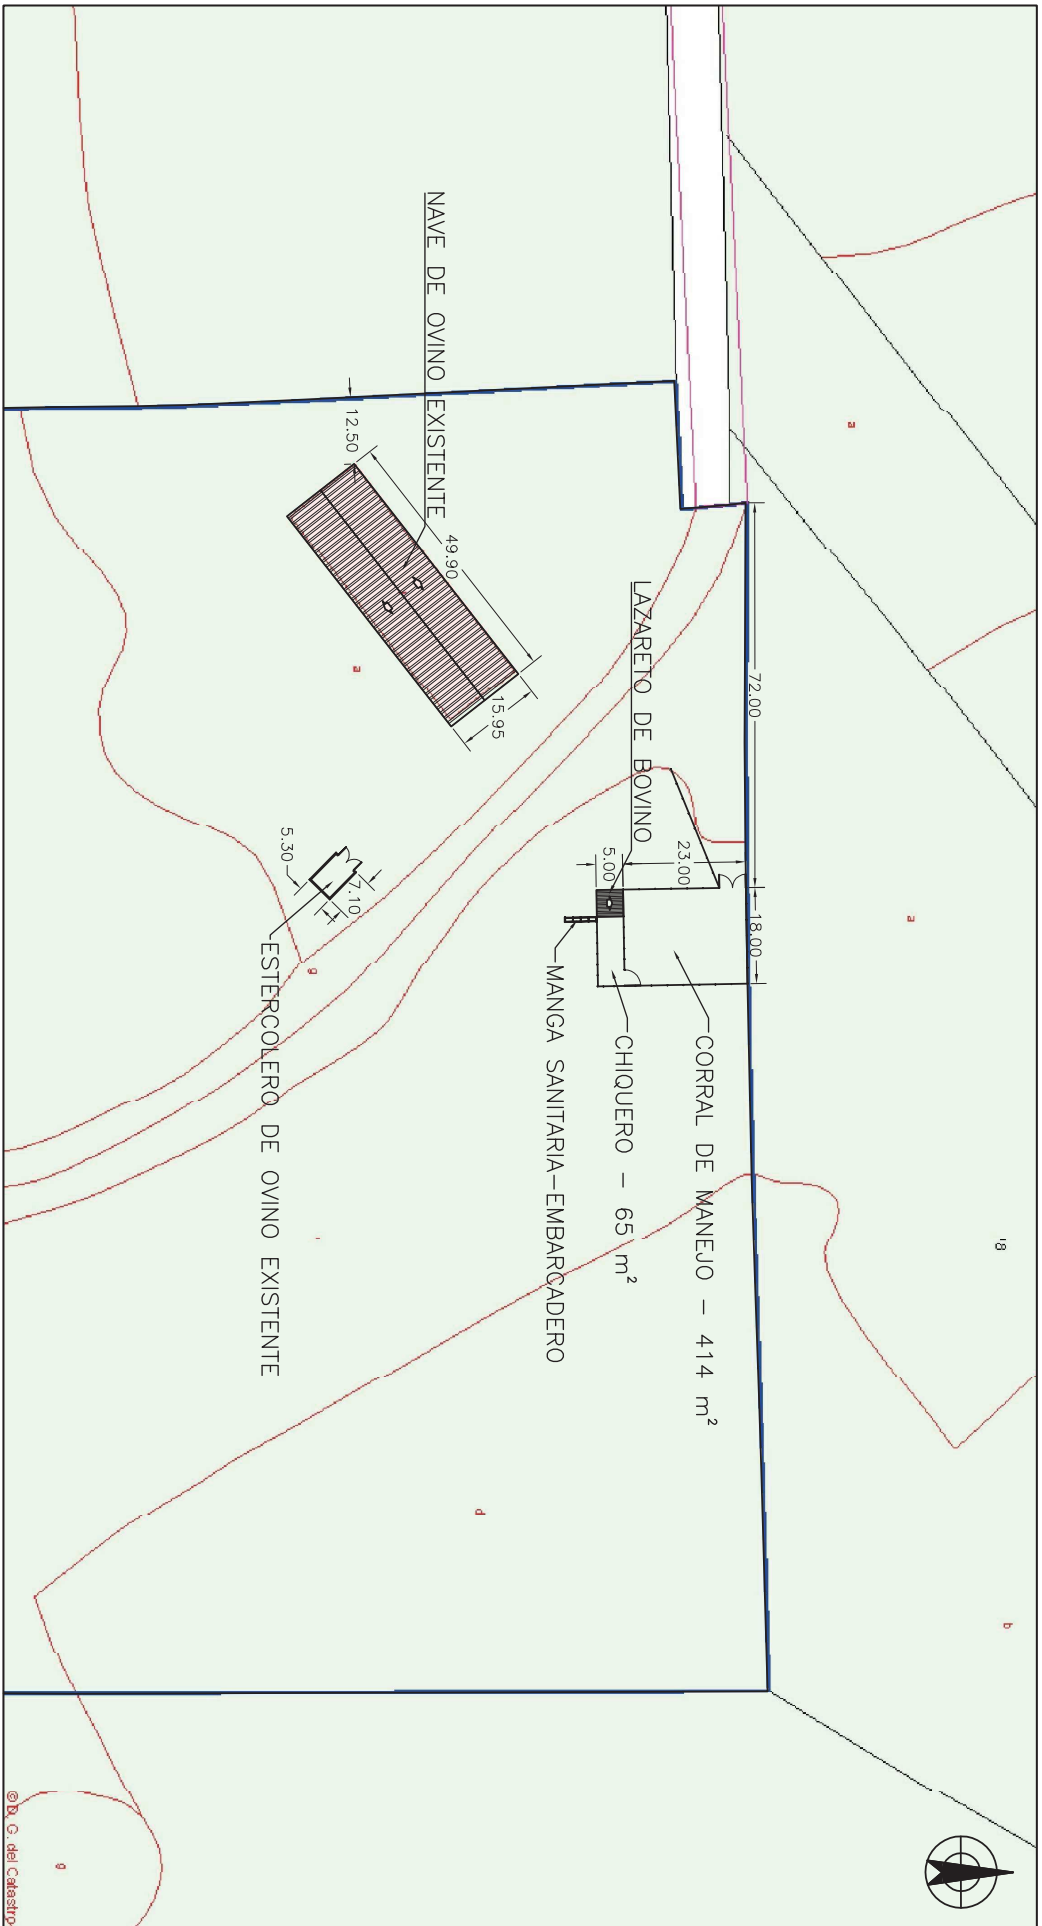 NAVE DE OVINO EXISTENTE
12.50
49.90
15.95
72.00
LAZARETO DE BOVINO
23.00
5.00
18.00
CORRAL DE MANEJO - 414 m²
CHIQUERO - 65 m²
MANGA SANITARIA-EMBARCADERO
5.30
7.10
ESTERCOLERO DE OVINO EXISTENTE
a
a
a
g
d
b
g
© D. G. del Catastro